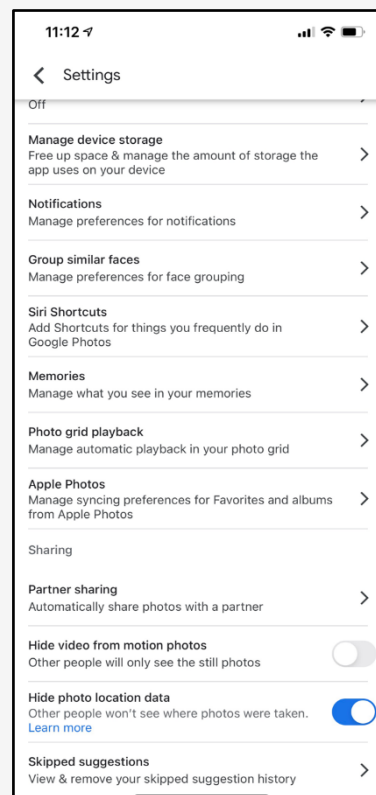 11:12
Settings
Off
Manage device storage
Free up space & manage the amount of storage the
app uses on your device
Notifications
Manage preferences for notifications
Group similar faces
Manage preferences for face grouping
Siri Shortcuts
Add Shortcuts for things you frequently do in
Google Photos
Memories
Manage what you see in your memories
Photo grid playback
Manage automatic playback in your photo grid
Apple Photos
Manage syncing preferences for Favorites and albums
from Apple Photos
Sharing
Partner sharing
Automatically share photos with a partner
Hide video from motion photos
Other people will only see the still photos
Hide photo location data
Other people won't see where photos were taken.
Learn more
Skipped suggestions
View & remove your skipped suggestion history